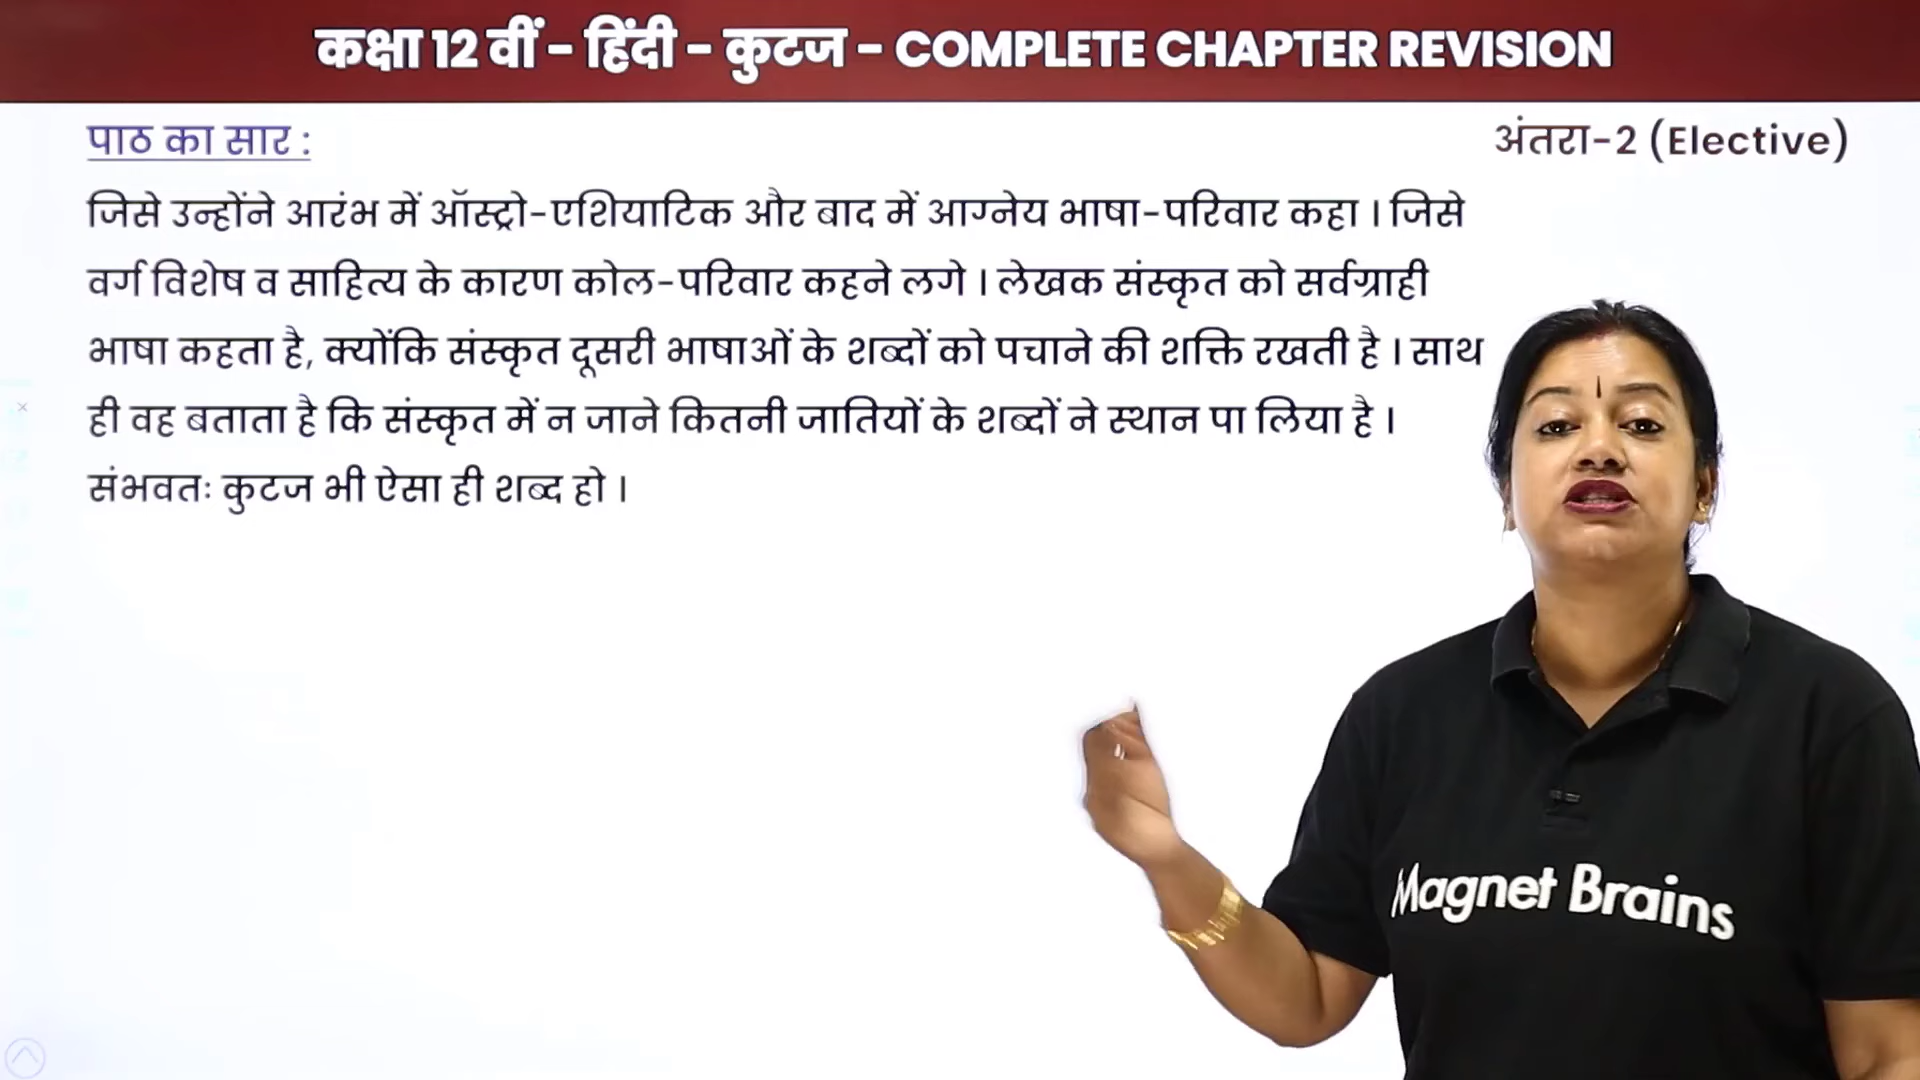 कक्षा 12 वीं - हिंदी - कुटज - COMPLETE CHAPTER REVISION
पाठ का सार :
अंतरा-2 (Elective)
जिसे उन्होंने आरंभ में ऑस्ट्रो-एशियाटिक और बाद में आग्नेय भाषा-परिवार कहा । जिसे
वर्ग विशेष व साहित्य के कारण कोल-परिवार कहने लगे । लेखक संस्कृत को सर्वग्राही
भाषा कहता है, क्योंकि संस्कृत दूसरी भाषाओं के शब्दों को पचाने की शक्ति रखती है । साथ
ही वह बताता है कि संस्कृत में न जाने कितनी जातियों के शब्दों ने स्थान पा लिया है ।
संभवतः कुटज भी ऐसा ही शब्द हो ।
Magnet Brains